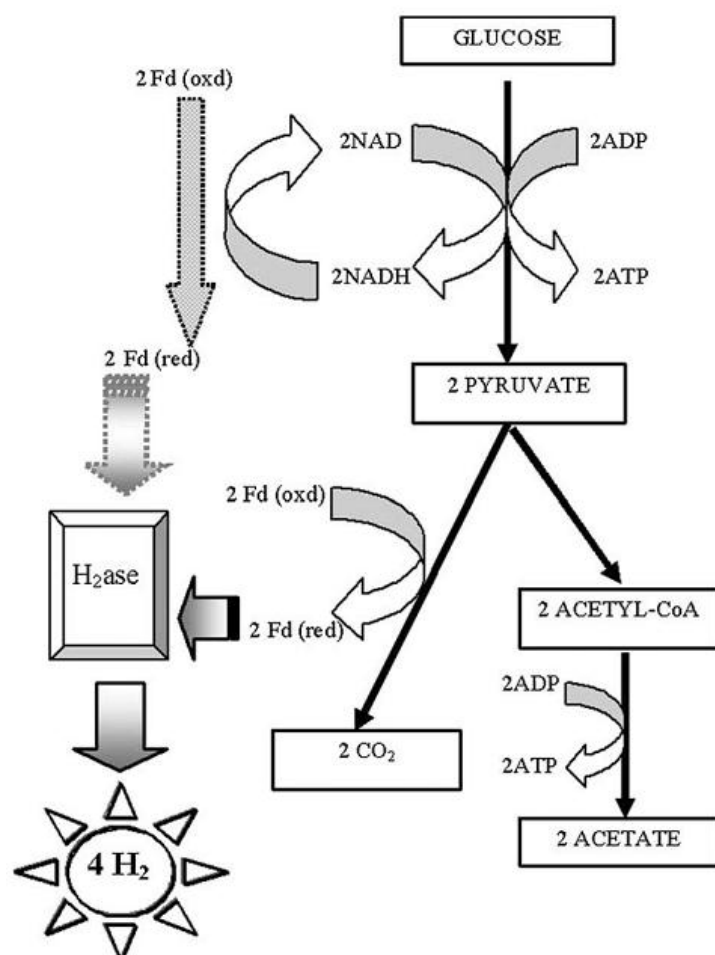 GLUCOSE
2 Fd (oxd)
2NAD
2ADP
2NADH
2ATP
2 Fd (red)
2 PYRUVATE
2 Fd (oxd)
H₂ase
2 Fd (red)
2 ACETYL-CoA
2ADP
2 CO₂
2ATP
2 ACETATE
4 H₂